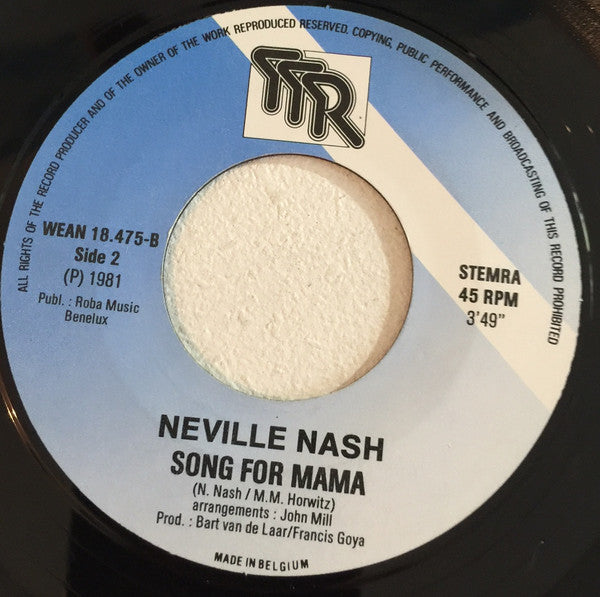 ALL RIGHTS OF THE RECORD PRODUCER AND OF THE OWNER OF THE WORK REPRODUCED RESERVED. COPYING, PUBLIC PERFORMANCE AND BROADCASTING OF THIS RECORD PROHIBITED
TTR
WEAN 18.475-B
Side 2
(P) 1981
Publ. : Roba Music
Benelux
STEMRA
45 RPM
3'49"
NEVILLE NASH
SONG FOR MAMA
(N. Nash / M.M. Horwitz)
arrangements : John Mill
Prod. : Bart van de Laar/Francis Goya
MADE IN BELGIUM